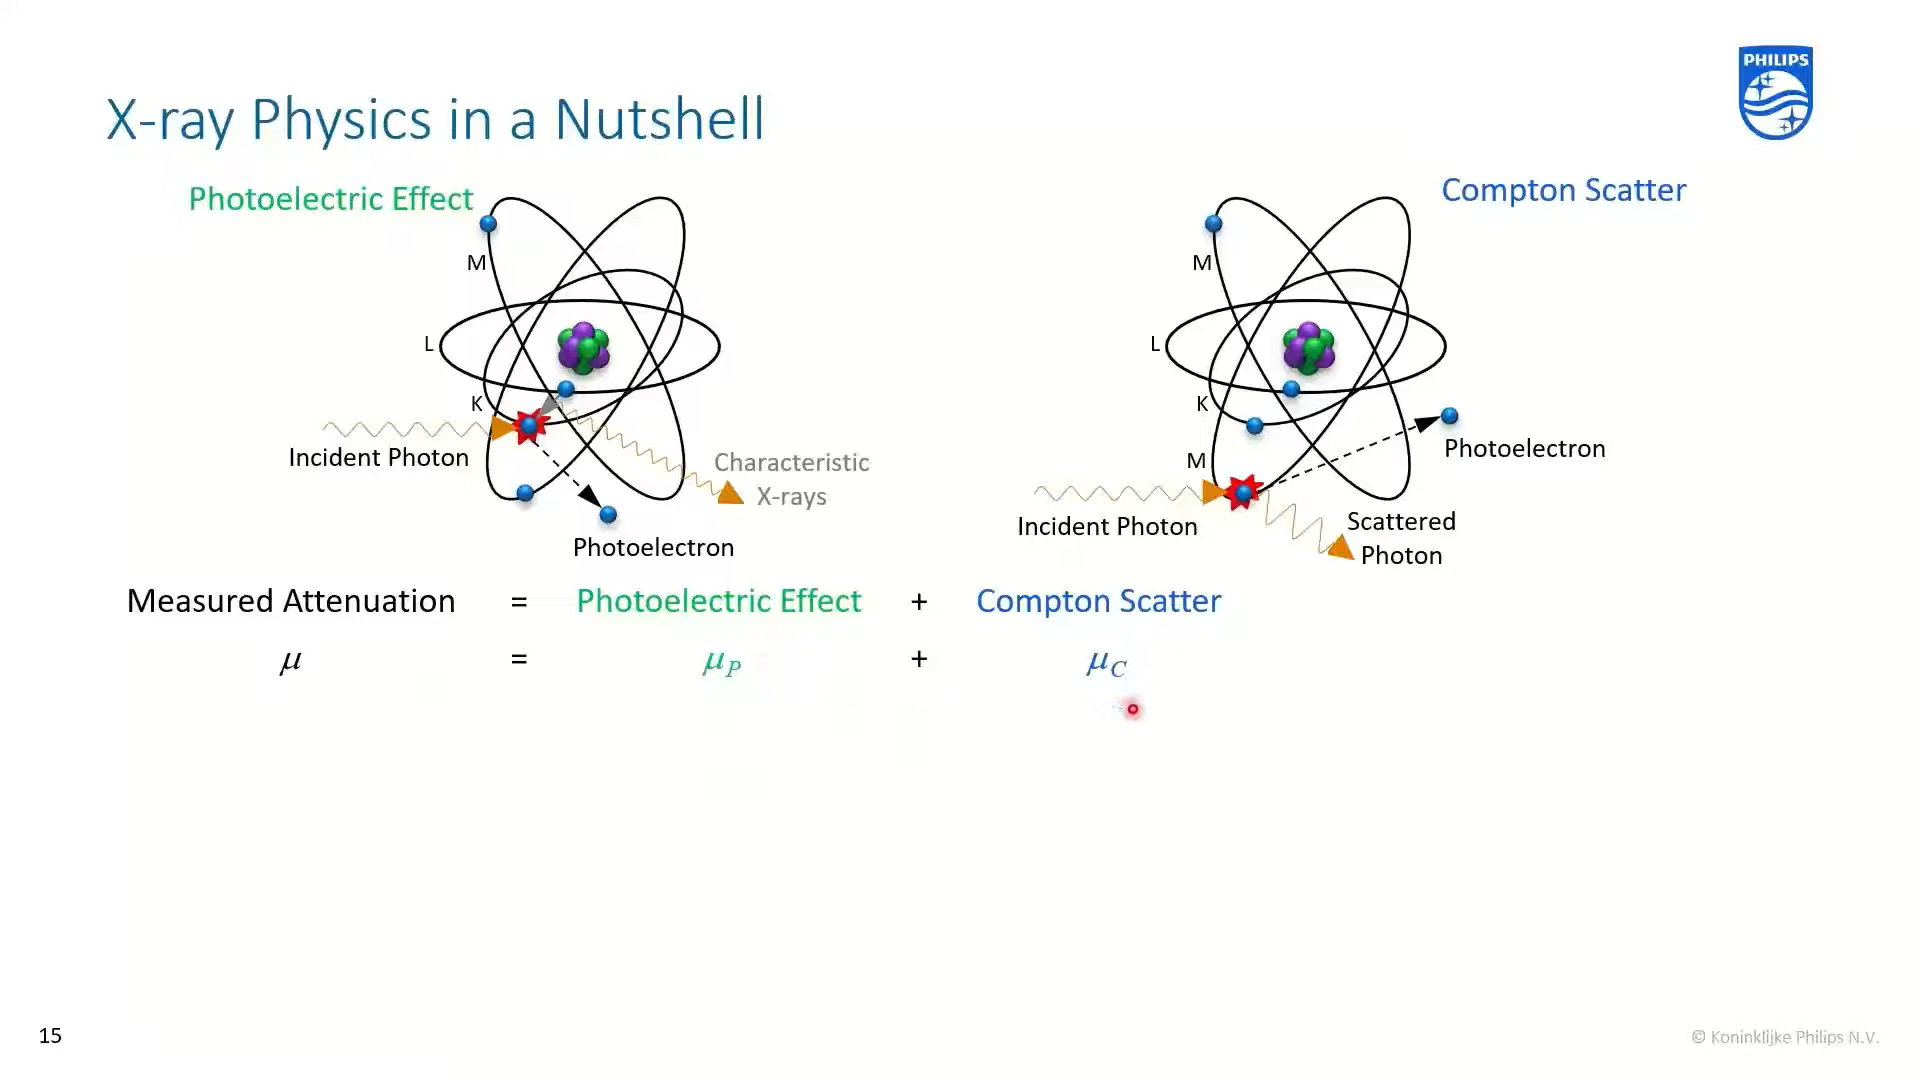 PHILIPS
X-ray Physics in a Nutshell
Photoelectric Effect
M
L
K
Incident Photon
Characteristic
X-rays
Photoelectron
Compton Scatter
M
L
K
M
Incident Photon
Photoelectron
Scattered
Photon
Measured Attenuation = Photoelectric Effect + Compton Scatter
μ = μP + μC
15
© Koninklijke Philips N.V.